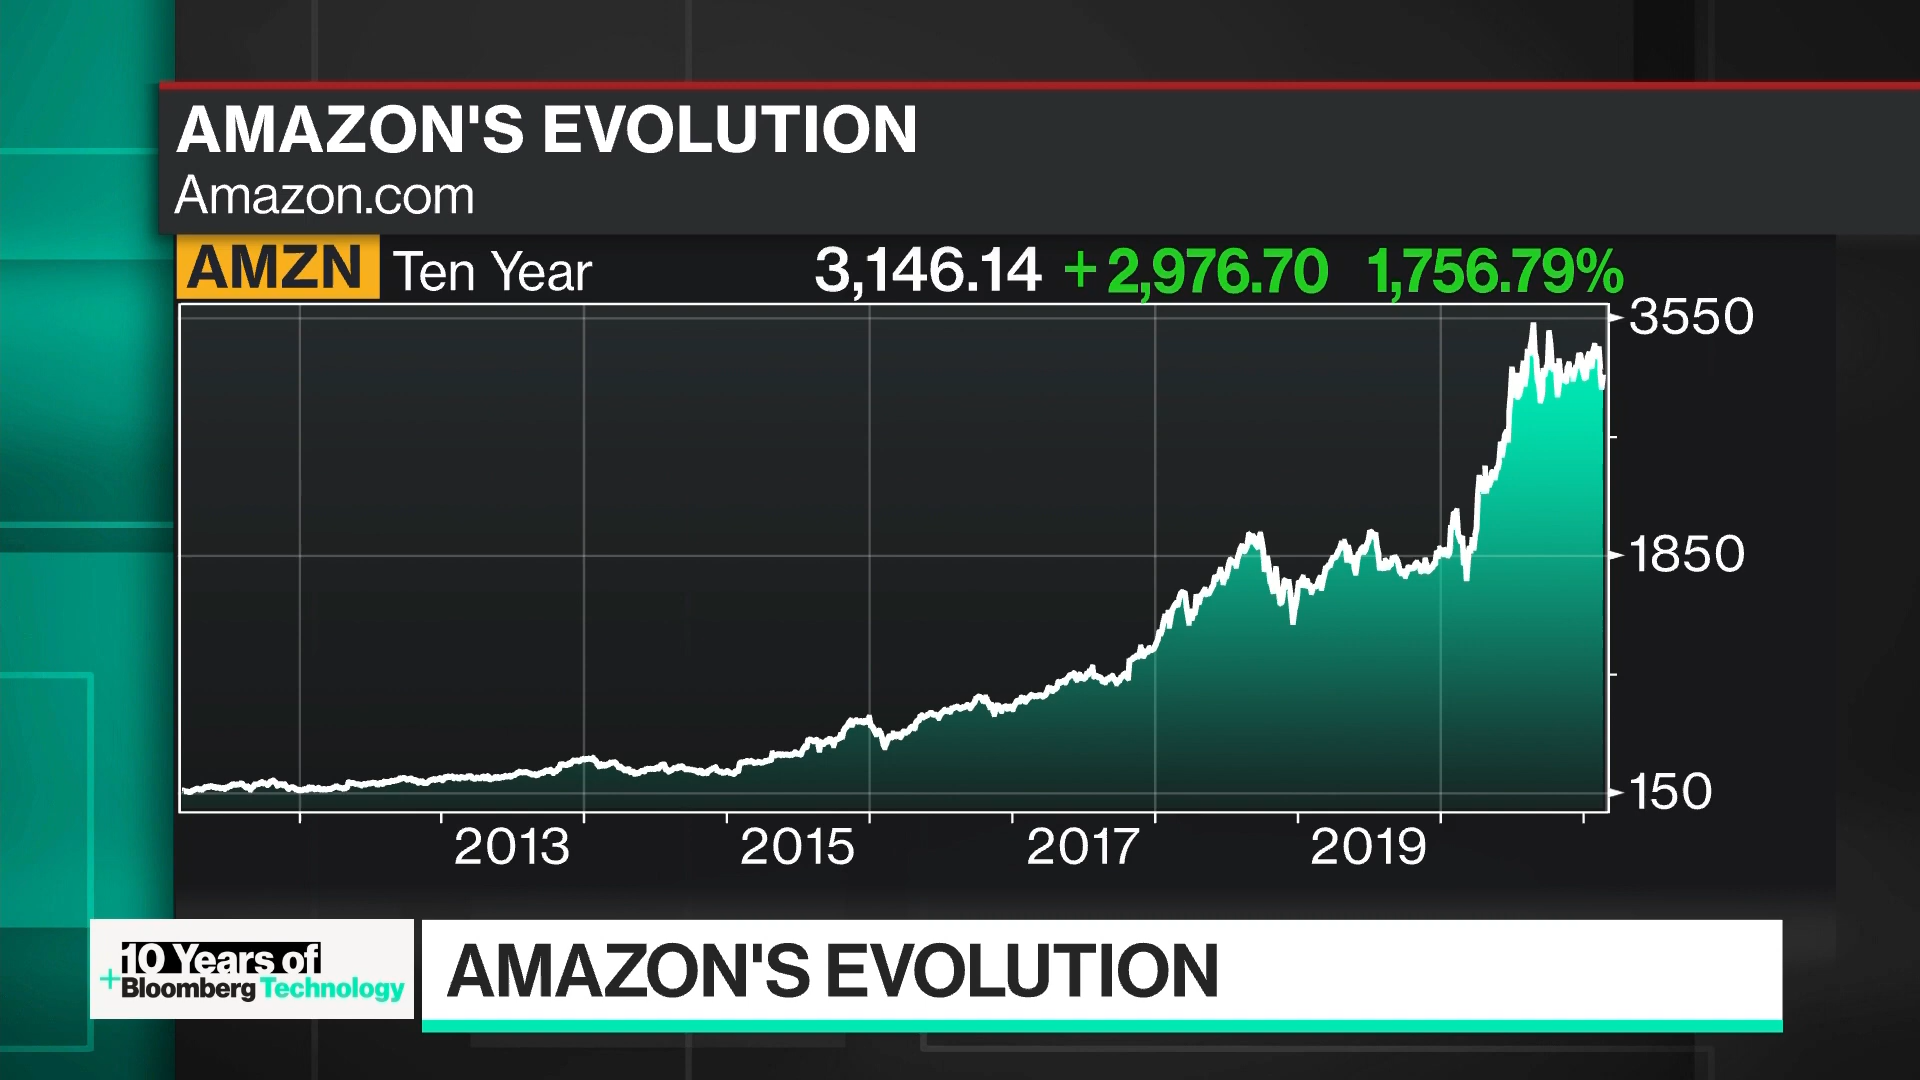 AMAZON'S EVOLUTION
Amazon.com
AMZN Ten Year 3,146.14 +2,976.70 1,756.79%
3550
1850
150
2013 2015 2017 2019
10 Years of
+Bloomberg Technology
AMAZON'S EVOLUTION